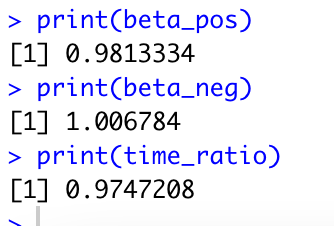 > print(beta_pos)
[1] 0.9813334
> print(beta_neg)
[1] 1.006784
> print(time_ratio)
[1] 0.9747208
>